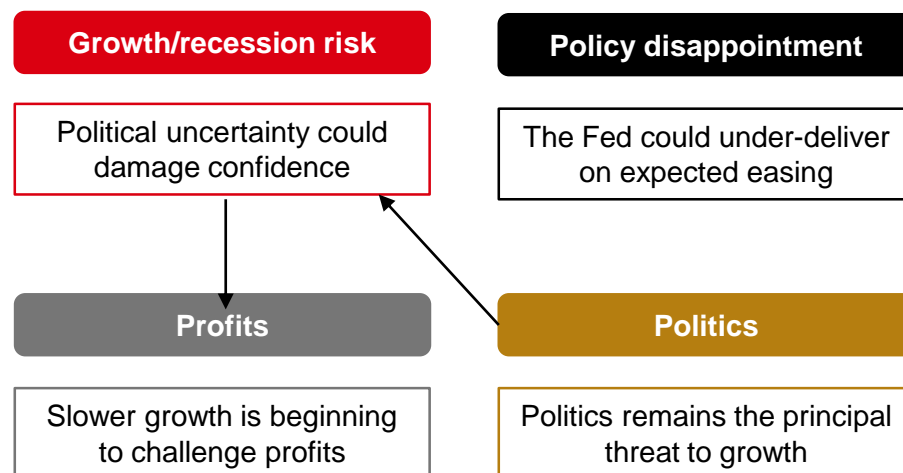 Growth/recession risk
Political uncertainty could
damage confidence
Policy disappointment
The Fed could under-deliver
on expected easing
Profits
Slower growth is beginning
to challenge profits
Politics
Politics remains the principal
threat to growth